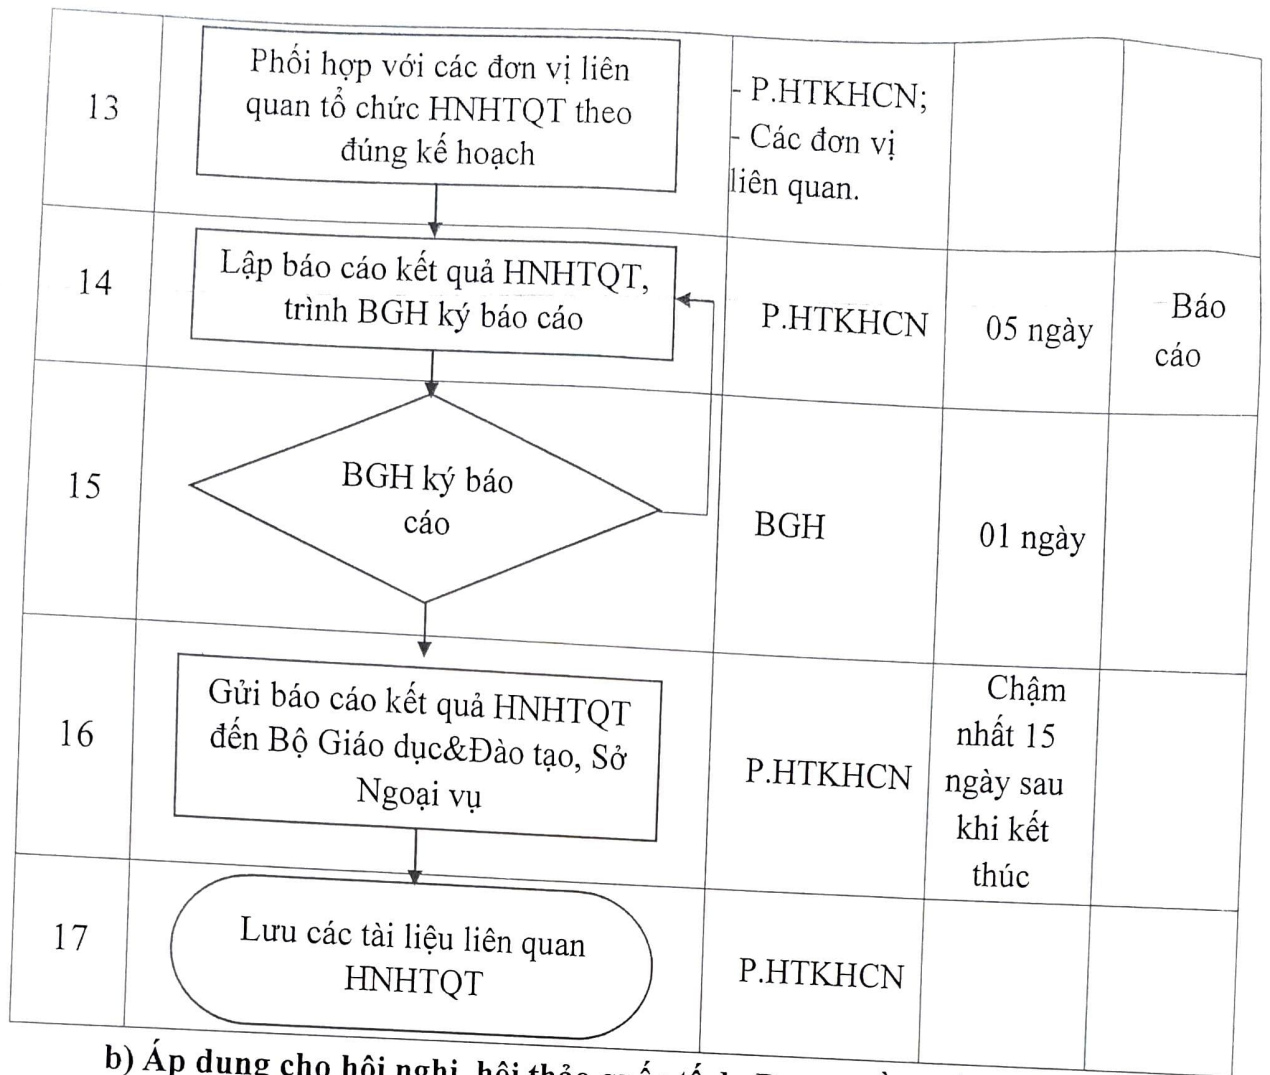 13
Phối hợp với các đơn vị liên
quan tổ chức HNHTQT theo
đúng kế hoạch
- P.HTKHCN;
- Các đơn vị
liên quan.
14
Lập báo cáo kết quả HNHTQT,
trình BGH ký báo cáo
P.HTKHCN
05 ngày
Báo
cáo
15
BGH ký báo
cáo
BGH
01 ngày
16
Gửi báo cáo kết quả HNHTQT
đến Bộ Giáo dục&Đào tạo, Sở
Ngoại vụ
P.HTKHCN
Chậm
nhất 15
ngày sau
khi kết
thúc
17
Lưu các tài liệu liên quan
HNHTQT
P.HTKHCN
b) Áp dụng cho hội nghị, hội thảo quốc tế